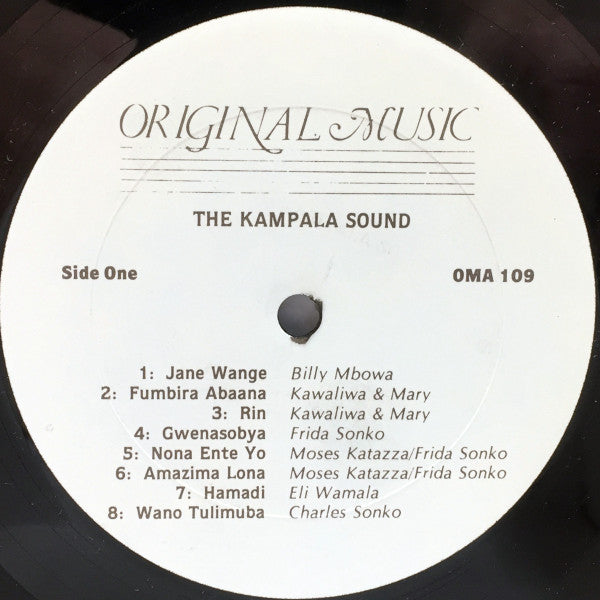 ORIGINAL MUSIC
THE KAMPALA SOUND
Side One OMA 109
1: Jane Wange Billy Mbowa
2: Fumbira Abaana Kawaliwa & Mary
3: Rin Kawaliwa & Mary
4: Gwenasobya Frida Sonko
5: Nona Ente Yo Moses Katazza/Frida Sonko
6: Amazima Lona Moses Katazza/Frida Sonko
7: Hamadi Eli Wamala
8: Wano Tulimuba Charles Sonko